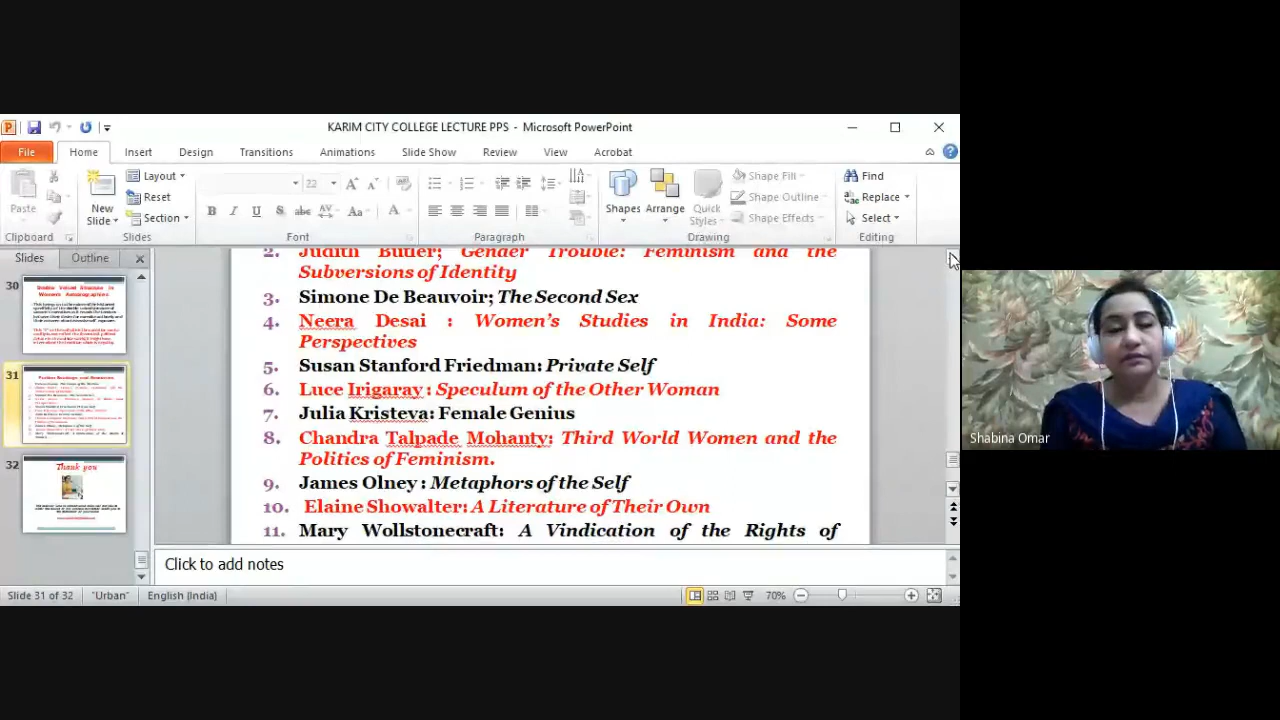 KARIM CITY COLLEGE LECTURE PPS - Microsoft PowerPoint
File Home Insert Design Transitions Animations Slide Show Review View Acrobat
Paste
New Slide
Layout
Reset
Section
22
Shapes
Arrange
Quick Styles
Shape Fill
Shape Outline
Shape Effects
Find
Replace
Select
Clipboard Slides Font Paragraph Drawing Editing
Slides Outline
30
31
32
Thank you
2. Judith Butler; Gender Trouble: Feminism and the
Subversions of Identity
3. Simone De Beauvoir; The Second Sex
4. Neera Desai : Women's Studies in India: Some
Perspectives
5. Susan Stanford Friedman: Private Self
6. Luce Irigaray : Speculum of the Other Woman
7. Julia Kristeva: Female Genius
8. Chandra Talpade Mohanty: Third World Women and the
Politics of Feminism.
9. James Olney : Metaphors of the Self
10. Elaine Showalter: A Literature of Their Own
11. Mary Wollstonecraft: A Vindication of the Rights of
Click to add notes
Slide 31 of 32 "Urban" English (India) 70%
Shabina Omar